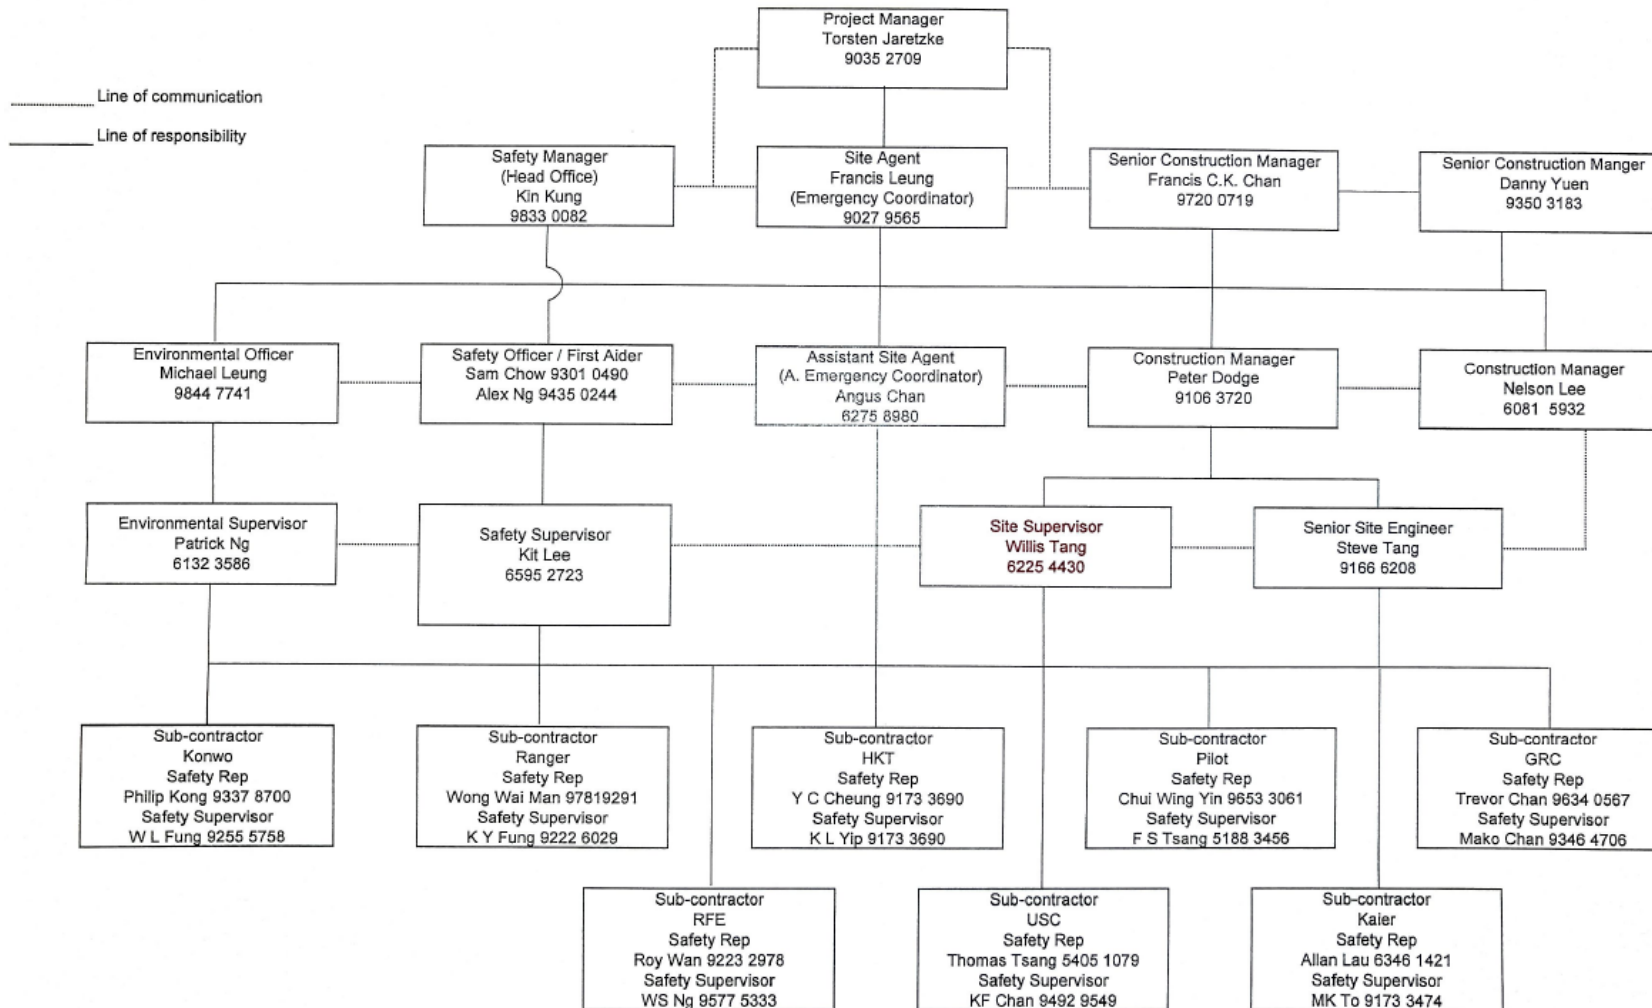 Project Manager
Torsten Jaretzke
9035 2709
Line of communication
Line of responsibility
Safety Manager
(Head Office)
Kin Kung
9833 0082
Site Agent
Francis Leung
(Emergency Coordinator)
9027 9565
Senior Construction Manager
Francis C.K. Chan
9720 0719
Senior Construction Manger
Danny Yuen
9350 3183
Environmental Officer
Michael Leung
9844 7741
Safety Officer / First Aider
Sam Chow 9301 0490
Alex Ng 9435 0244
Assistant Site Agent
(A. Emergency Coordinator)
Angus Chan
6275 8980
Construction Manager
Peter Dodge
9106 3720
Construction Manager
Nelson Lee
6081 5932
Environmental Supervisor
Patrick Ng
6132 3586
Safety Supervisor
Kit Lee
6595 2723
Site Supervisor
Willis Tang
6225 4430
Senior Site Engineer
Steve Tang
9166 6208
Sub-contractor
Konwo
Safety Rep
Philip Kong 9337 8700
Safety Supervisor
W L Fung 9255 5758
Sub-contractor
Ranger
Safety Rep
Wong Wai Man 97819291
Safety Supervisor
K Y Fung 9222 6029
Sub-contractor
HKT
Safety Rep
Y C Cheung 9173 3690
Safety Supervisor
K L Yip 9173 3690
Sub-contractor
Pilot
Safety Rep
Chui Wing Yin 9653 3061
Safety Supervisor
F S Tsang 5188 3456
Sub-contractor
GRC
Safety Rep
Trevor Chan 9634 0567
Safety Supervisor
Mako Chan 9346 4706
Sub-contractor
RFE
Safety Rep
Roy Wan 9223 2978
Safety Supervisor
WS Ng 9577 5333
Sub-contractor
USC
Safety Rep
Thomas Tsang 5405 1079
Safety Supervisor
KF Chan 9492 9549
Sub-contractor
Kaier
Safety Rep
Allan Lau 6346 1421
Safety Supervisor
MK To 9173 3474